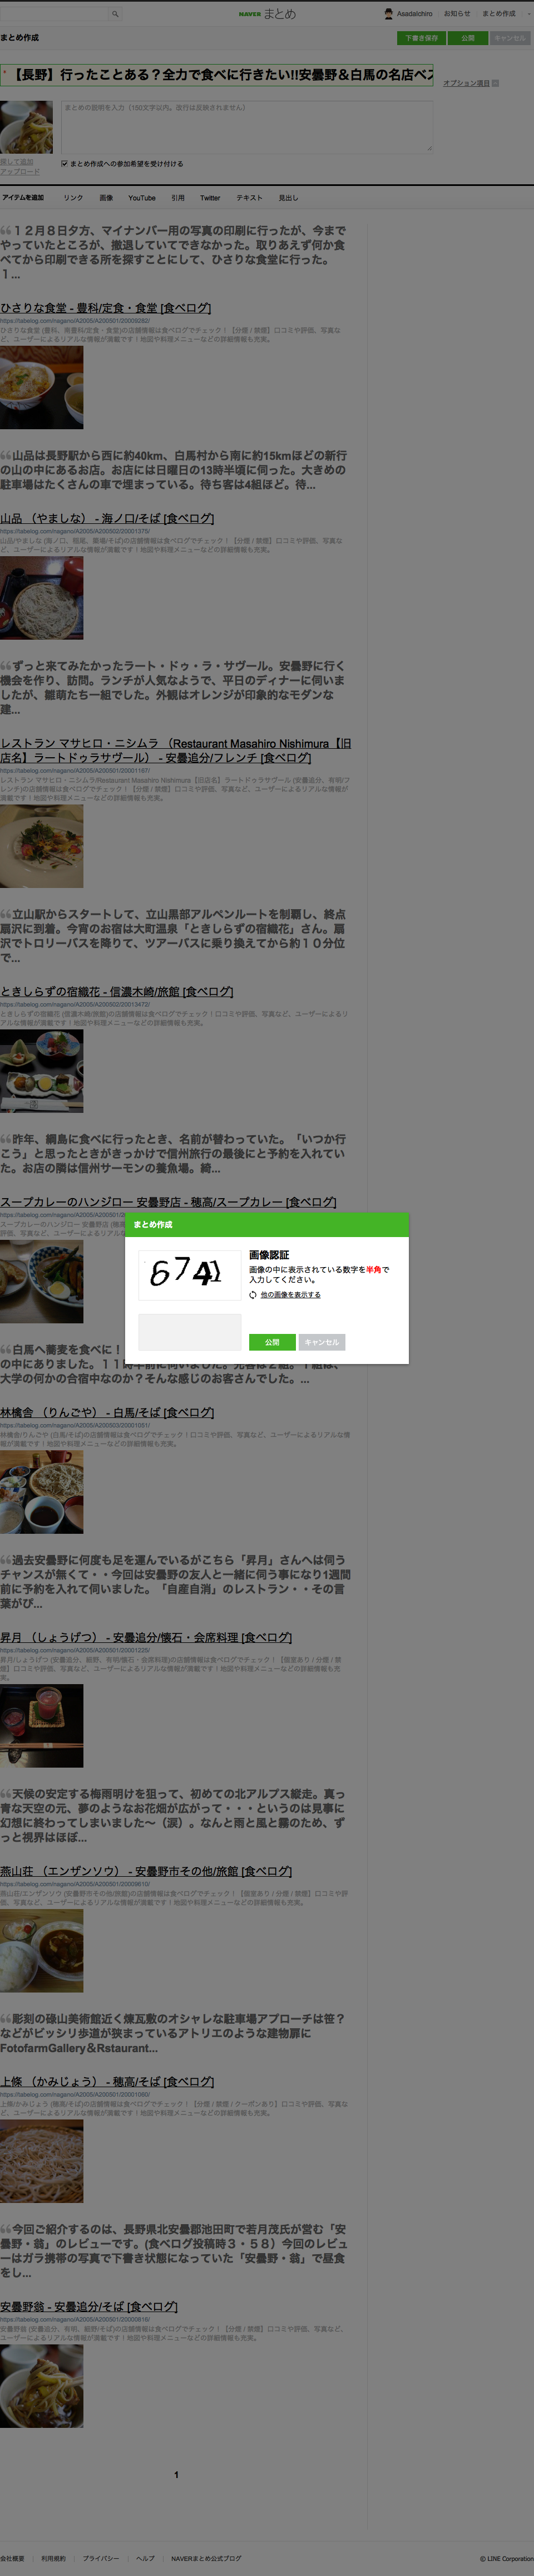 NAVER まとめ
AsadaIchiro
お知らせ
まとめ作成
まとめ作成
下書き保存
公開
キャンセル
* 【長野】行ったことある？全力で食べに行きたい!!安曇野＆白馬の名店ベス
オプション項目
まとめの説明を入力（150文字以内。改行は反映されません）
探して追加
アップロード
まとめ作成への参加希望を受け付ける
アイテムを追加
リンク
画像
YouTube
引用
Twitter
テキスト
見出し
１２月８日夕方、マイナンバー用の写真の印刷に行ったが、今まで
やっていたところが、撤退していてできなかった。取りあえず何か食
べてから印刷できる所を探すことにして、ひさりな食堂に行った。
１...
ひさりな食堂 - 豊科/定食・食堂 [食べログ]
ひさりな食堂 (豊科、南豊科/定食・食堂)の店舗情報は食べログでチェック！【分煙 / 禁煙】口コミや評価、写真な
ど、ユーザーによるリアルな情報が満載です！地図や料理メニューなどの詳細情報も充実。
山品は長野駅から西に約40km、白馬村から南に約15kmほどの新行
の山の中にあるお店。お店には日曜日の13時半頃に伺った。大きめの
駐車場はたくさんの車で埋まっている。待ち客は4組ほど。待...
山品 （やましな） - 海ノ口/そば [食べログ]
https://tabelog.com/nagano/A2005/A200502/20001375/
山品/やましな (海ノ口、稲尾、簗場/そば)の店舗情報は食べログでチェック！【分煙 / 禁煙】口コミや評価、写真な
ど、ユーザーによるリアルな情報が満載です！地図や料理メニューなどの詳細情報も充実。
ずっと来てみたかったラート・ドゥ・ラ・サヴール。安曇野に行く
機会を作り、訪問。ランチが人気なようで、平日のディナーに伺いま
したが、雛萌たち一組でした。外観はオレンジが印象的なモダンな
建...
レストラン マサヒロ・ニシムラ （Restaurant Masahiro Nishimura【旧
店名】ラートドゥラサヴール） - 安曇追分/フレンチ [食べログ]
レストラン マサヒロ・ニシムラ/Restaurant Masahiro Nishimura【旧店名】ラートドゥラサヴール (安曇追分、有明/フ
レンチ)の店舗情報は食べログでチェック！【分煙 / 禁煙】口コミや評価、写真など、ユーザーによるリアルな情報が
満載です！地図や料理メニューなどの詳細情報も充実。
立山駅からスタートして、立山黒部アルペンルートを制覇し、終点
扇沢に到着。今宵のお宿は大町温泉「ときしらずの宿織花」さん。扇
沢でトロリーバスを降りて、ツアーバスに乗り換えてから約１０分位
で...
ときしらずの宿織花 - 信濃木崎/旅館 [食べログ]
https://tabelog.com/nagano/A2005/A200502/20013472/
ときしらずの宿織花 (信濃木崎/旅館)の店舗情報は食べログでチェック！口コミや評価、写真など、ユーザーによるリ
アルな情報が満載です！地図や料理メニューなどの詳細情報も充実。
昨年、綱島に食べに行ったとき、名前が替わっていた。「いつか行
こう」と思ったときがきっかけで信州旅行の最後にと予約を入れてい
た。お店の隣は信州サーモンの養魚場。綺...
スープカレーのハンジロー 安曇野店 - 穂高/スープカレー [食べログ]
まとめ作成
6741
画像認証
画像の中に表示されている数字を半角で
入力してください。
他の画像を表示する
公開
キャンセル
白馬へ蕎麦を食べに！
の中にありました。
大学の何かの合宿中なのか？そんな感じのお客さんでした。...
林檎舎 （りんごや） - 白馬/そば [食べログ]
https://tabelog.com/nagano/A2005/A200503/20001051/
林檎舎/りんごや (白馬/そば)の店舗情報は食べログでチェック！口コミや評価、写真など、ユーザーによるリアルな情
報が満載です！地図や料理メニューなどの詳細情報も充実。
過去安曇野に何度も足を運んでいるがこちら「昇月」さんへは伺う
チャンスが無くて・・今回は安曇野の友人と一緒に伺う事になり1週間
前に予約を入れて伺いました。「自産自消」のレストラン・・その言
葉がぴ...
昇月 （しょうげつ） - 安曇追分/懐石・会席料理 [食べログ]
https://tabelog.com/nagano/A2005/A200501/20001225/
昇月/しょうげつ (安曇追分、細野、有明/懐石・会席料理)の店舗情報は食べログでチェック！【個室あり / 分煙 / 禁
煙】口コミや評価、写真など、ユーザーによるリアルな情報が満載です！地図や料理メニューなどの詳細情報も充
実。
天候の安定する梅雨明けを狙って、初めての北アルプス縦走。真っ
青な天空の元、夢のようなお花畑が広がって・・・というのは見事に
幻想に終わってしまいました〜（涙）。なんと雨と風と霧のため、ず
っと視界はほぼ...
燕山荘 （エンザンソウ） - 安曇野市その他/旅館 [食べログ]
燕山荘/エンザンソウ (安曇野市その他/旅館)の店舗情報は食べログでチェック！【個室あり / 分煙 / 禁煙】口コミや評
価、写真など、ユーザーによるリアルな情報が満載です！地図や料理メニューなどの詳細情報も充実。
彫刻の碌山美術館近く煉瓦敷のオシャレな駐車場アプローチは笹？
などがビッシリ歩道が狭まっているアトリエのような建物扉に
FotofarmGallery＆Rstaurant...
上條 （かみじょう） - 穂高/そば [食べログ]
上條/かみじょう (穂高/そば)の店舗情報は食べログでチェック！【分煙 / 禁煙 / クーポンあり】口コミや評価、写真な
ど、ユーザーによるリアルな情報が満載です！地図や料理メニューなどの詳細情報も充実。
今回ご紹介するのは、長野県北安曇郡池田町で若月茂氏が営む「安
曇野・翁」のレビューです。(食べログ投稿時３・５８）今回のレビュ
ーはガラ携帯の写真で下書き状態になっていた「安曇野・翁」で昼食
をし...
安曇野翁 - 安曇追分/そば [食べログ]
安曇野翁 (安曇追分、有明、細野/そば)の店舗情報は食べログでチェック！【分煙 / 禁煙】口コミや評価、写真など、
ユーザーによるリアルな情報が満載です！地図や料理メニューなどの詳細情報も充実。
1
会社概要
利用規約
プライバシー
ヘルプ
NAVERまとめ公式ブログ
© LINE Corporation